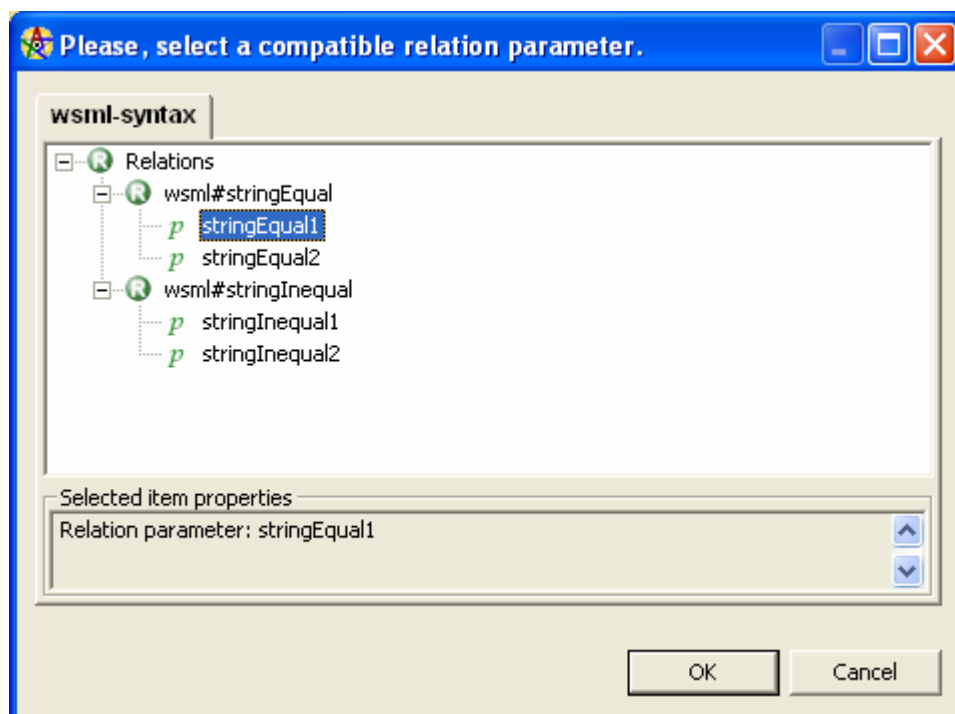 Please, select a compatible relation parameter.
wsml-syntax
R Relations
R wsml#stringEqual
p stringEqual1
p stringEqual2
R wsml#stringInequal
p stringInequal1
p stringInequal2
Selected item properties
Relation parameter: stringEqual1
OK Cancel